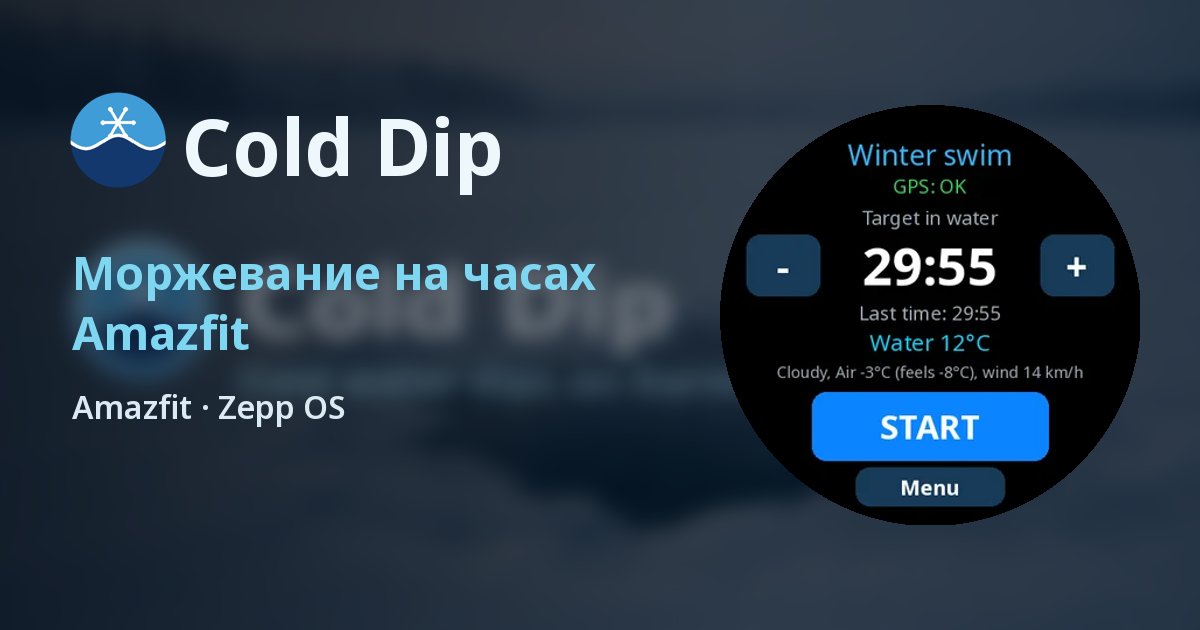 Cold Dip
Моржевание на часах
Amazfit
Amazfit · Zepp OS
Winter swim
GPS: OK
Target in water
-
29:55
+
Last time: 29:55
Water 12°C
Cloudy, Air -3°C (feels -8°C), wind 14 km/h
START
Menu